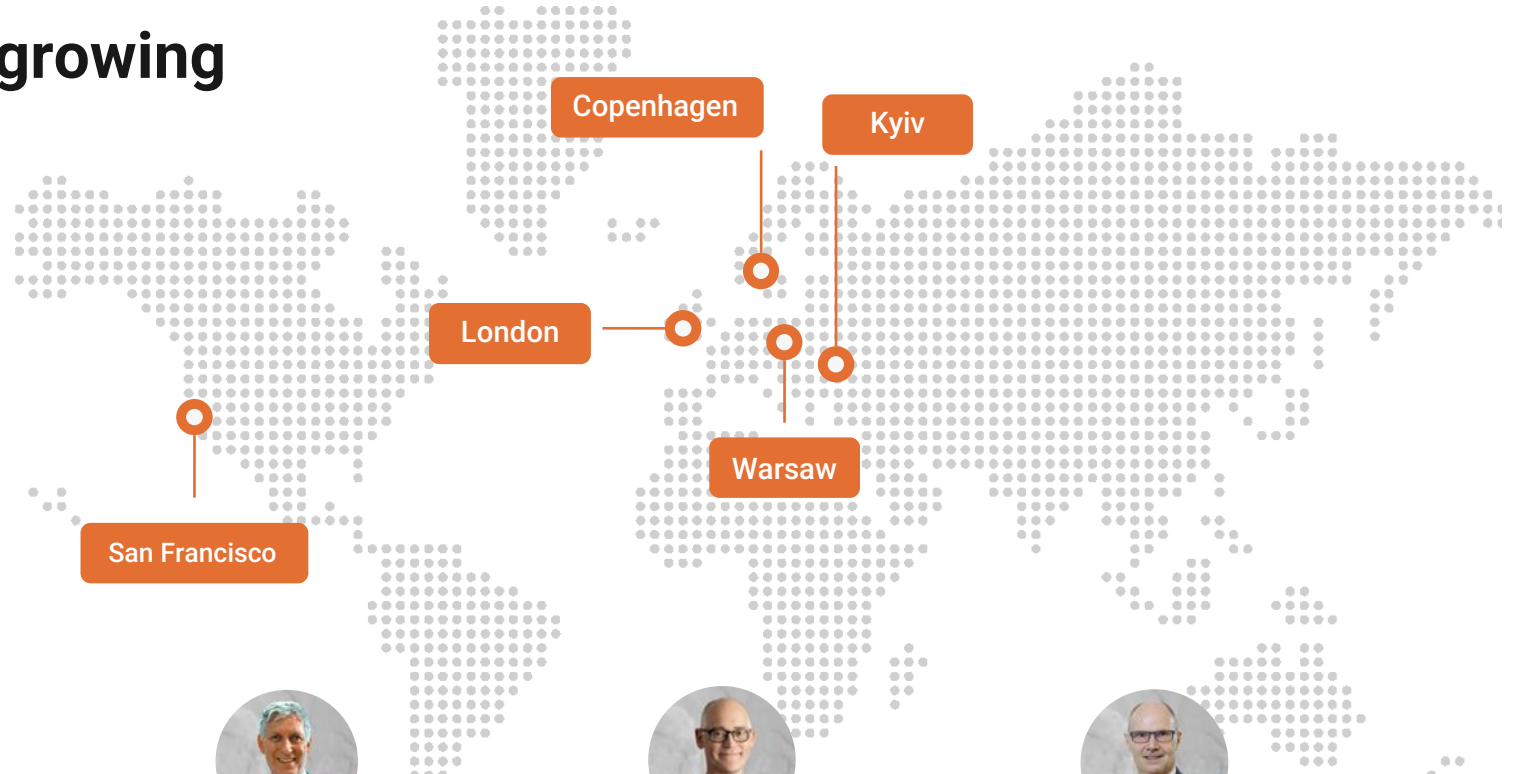 growing
Copenhagen
Kyiv
London
Warsaw
San Francisco